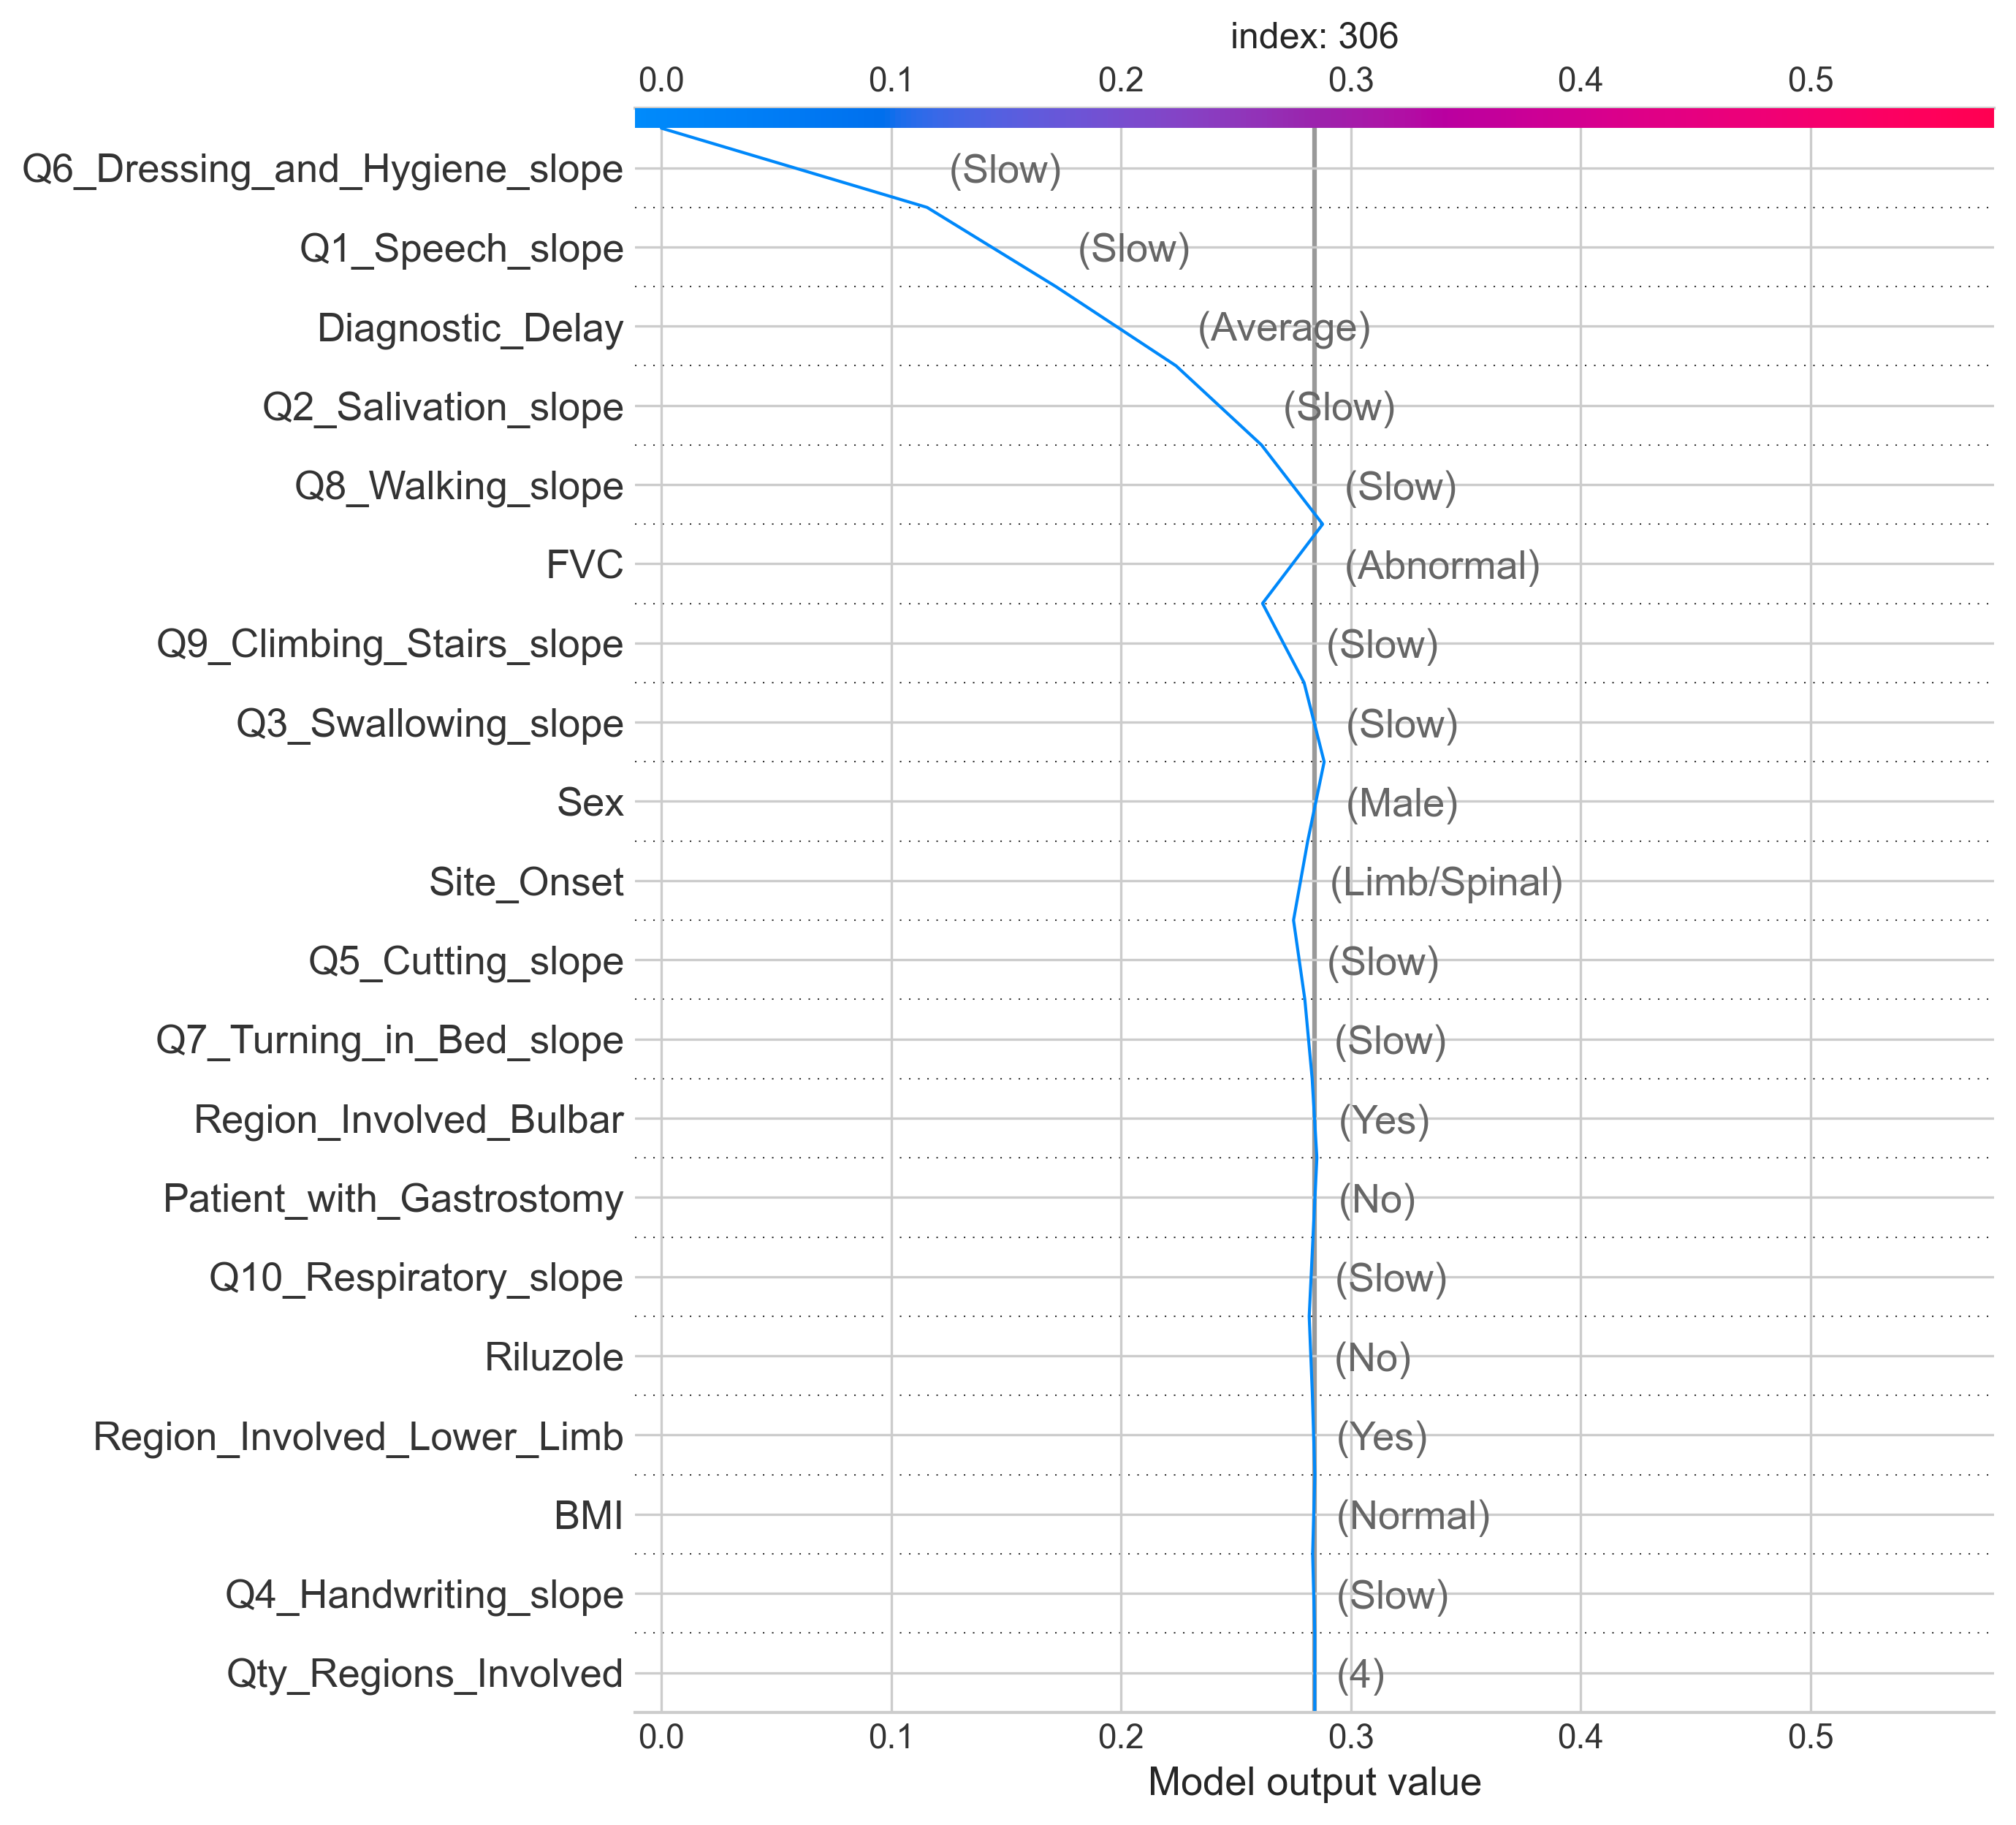 index: 306
0.0 0.1 0.2 0.3 0.4 0.5
Q6_Dressing_and_Hygiene_slope (Slow)
Q1_Speech_slope (Slow)
Diagnostic_Delay (Average)
Q2_Salivation_slope (Slow)
Q8_Walking_slope (Slow)
FVC (Abnormal)
Q9_Climbing_Stairs_slope (Slow)
Q3_Swallowing_slope (Slow)
Sex (Male)
Site_Onset (Limb/Spinal)
Q5_Cutting_slope (Slow)
Q7_Turning_in_Bed_slope (Slow)
Region_Involved_Bulbar (Yes)
Patient_with_Gastrostomy (No)
Q10_Respiratory_slope (Slow)
Riluzole (No)
Region_Involved_Lower_Limb (Yes)
BMI (Normal)
Q4_Handwriting_slope (Slow)
Qty_Regions_Involved (4)
0.0 0.1 0.2 0.3 0.4 0.5
Model output value